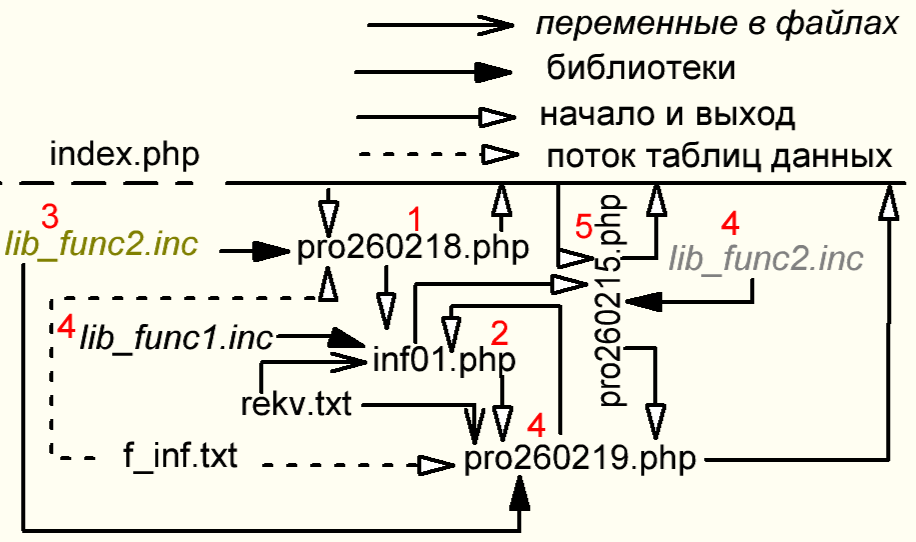 переменные в файлах
библиотеки
начало и выход
index.php
поток таблиц данных
3
1
5
4
lib_func2.inc
pro260218.php
pro260215.php
lib_func2.inc
4
lib_func1.inc
2
inf01.php
rekv.txt
4
f_inf.txt
pro260219.php